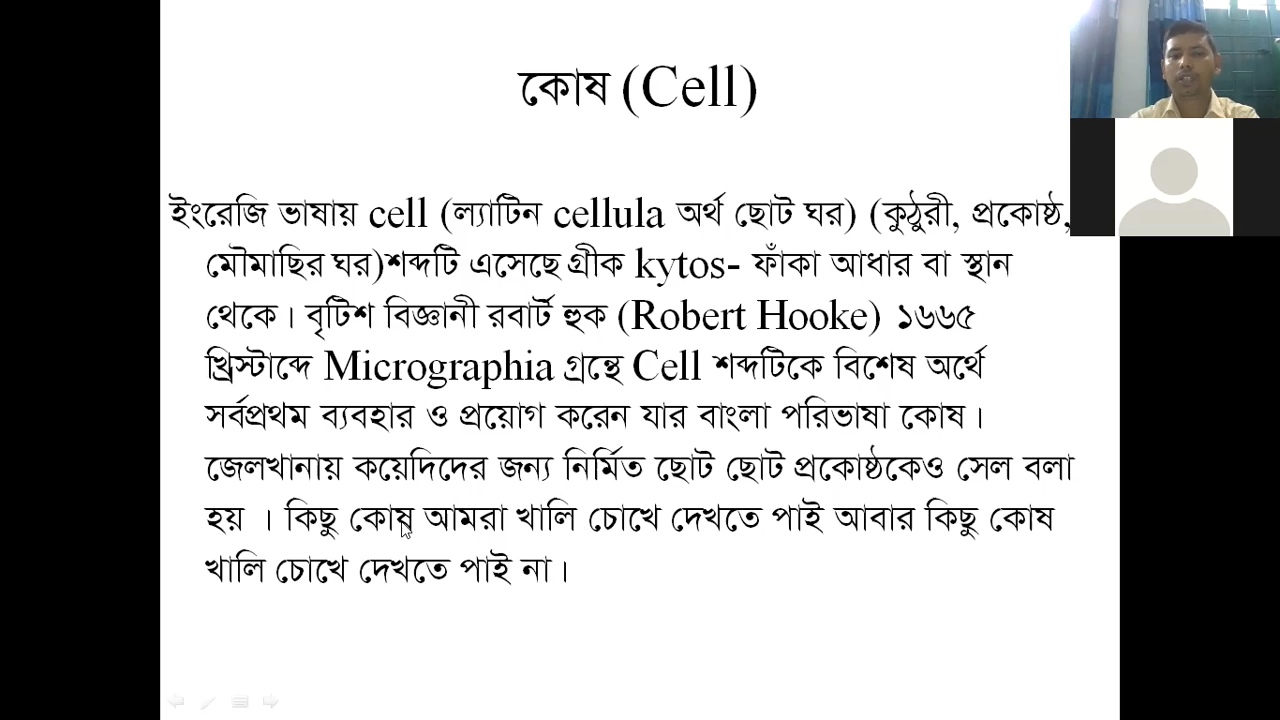 কোষ (Cell)
ইংরেজি ভাষায় cell (ল্যাটিন cellula অর্থ ছোট ঘর) (কুঠুরী, প্রকোষ্ঠ,
মৌমাছির ঘর)শব্দটি এসেছে গ্রীক kytos- ফাঁকা আধার বা স্থান
থেকে। বৃটিশ বিজ্ঞানী রবার্ট হুক (Robert Hooke) ১৬৬৫
খ্রিস্টাব্দে Micrographia গ্রন্থে Cell শব্দটিকে বিশেষ অর্থে
সর্বপ্রথম ব্যবহার ও প্রয়োগ করেন যার বাংলা পরিভাষা কোষ।
জেলখানায় কয়েদিদের জন্য নির্মিত ছোট ছোট প্রকোষ্ঠকেও সেল বলা
হয় । কিছু কোষ আমরা খালি চোখে দেখতে পাই আবার কিছু কোষ
খালি চোখে দেখতে পাই না।